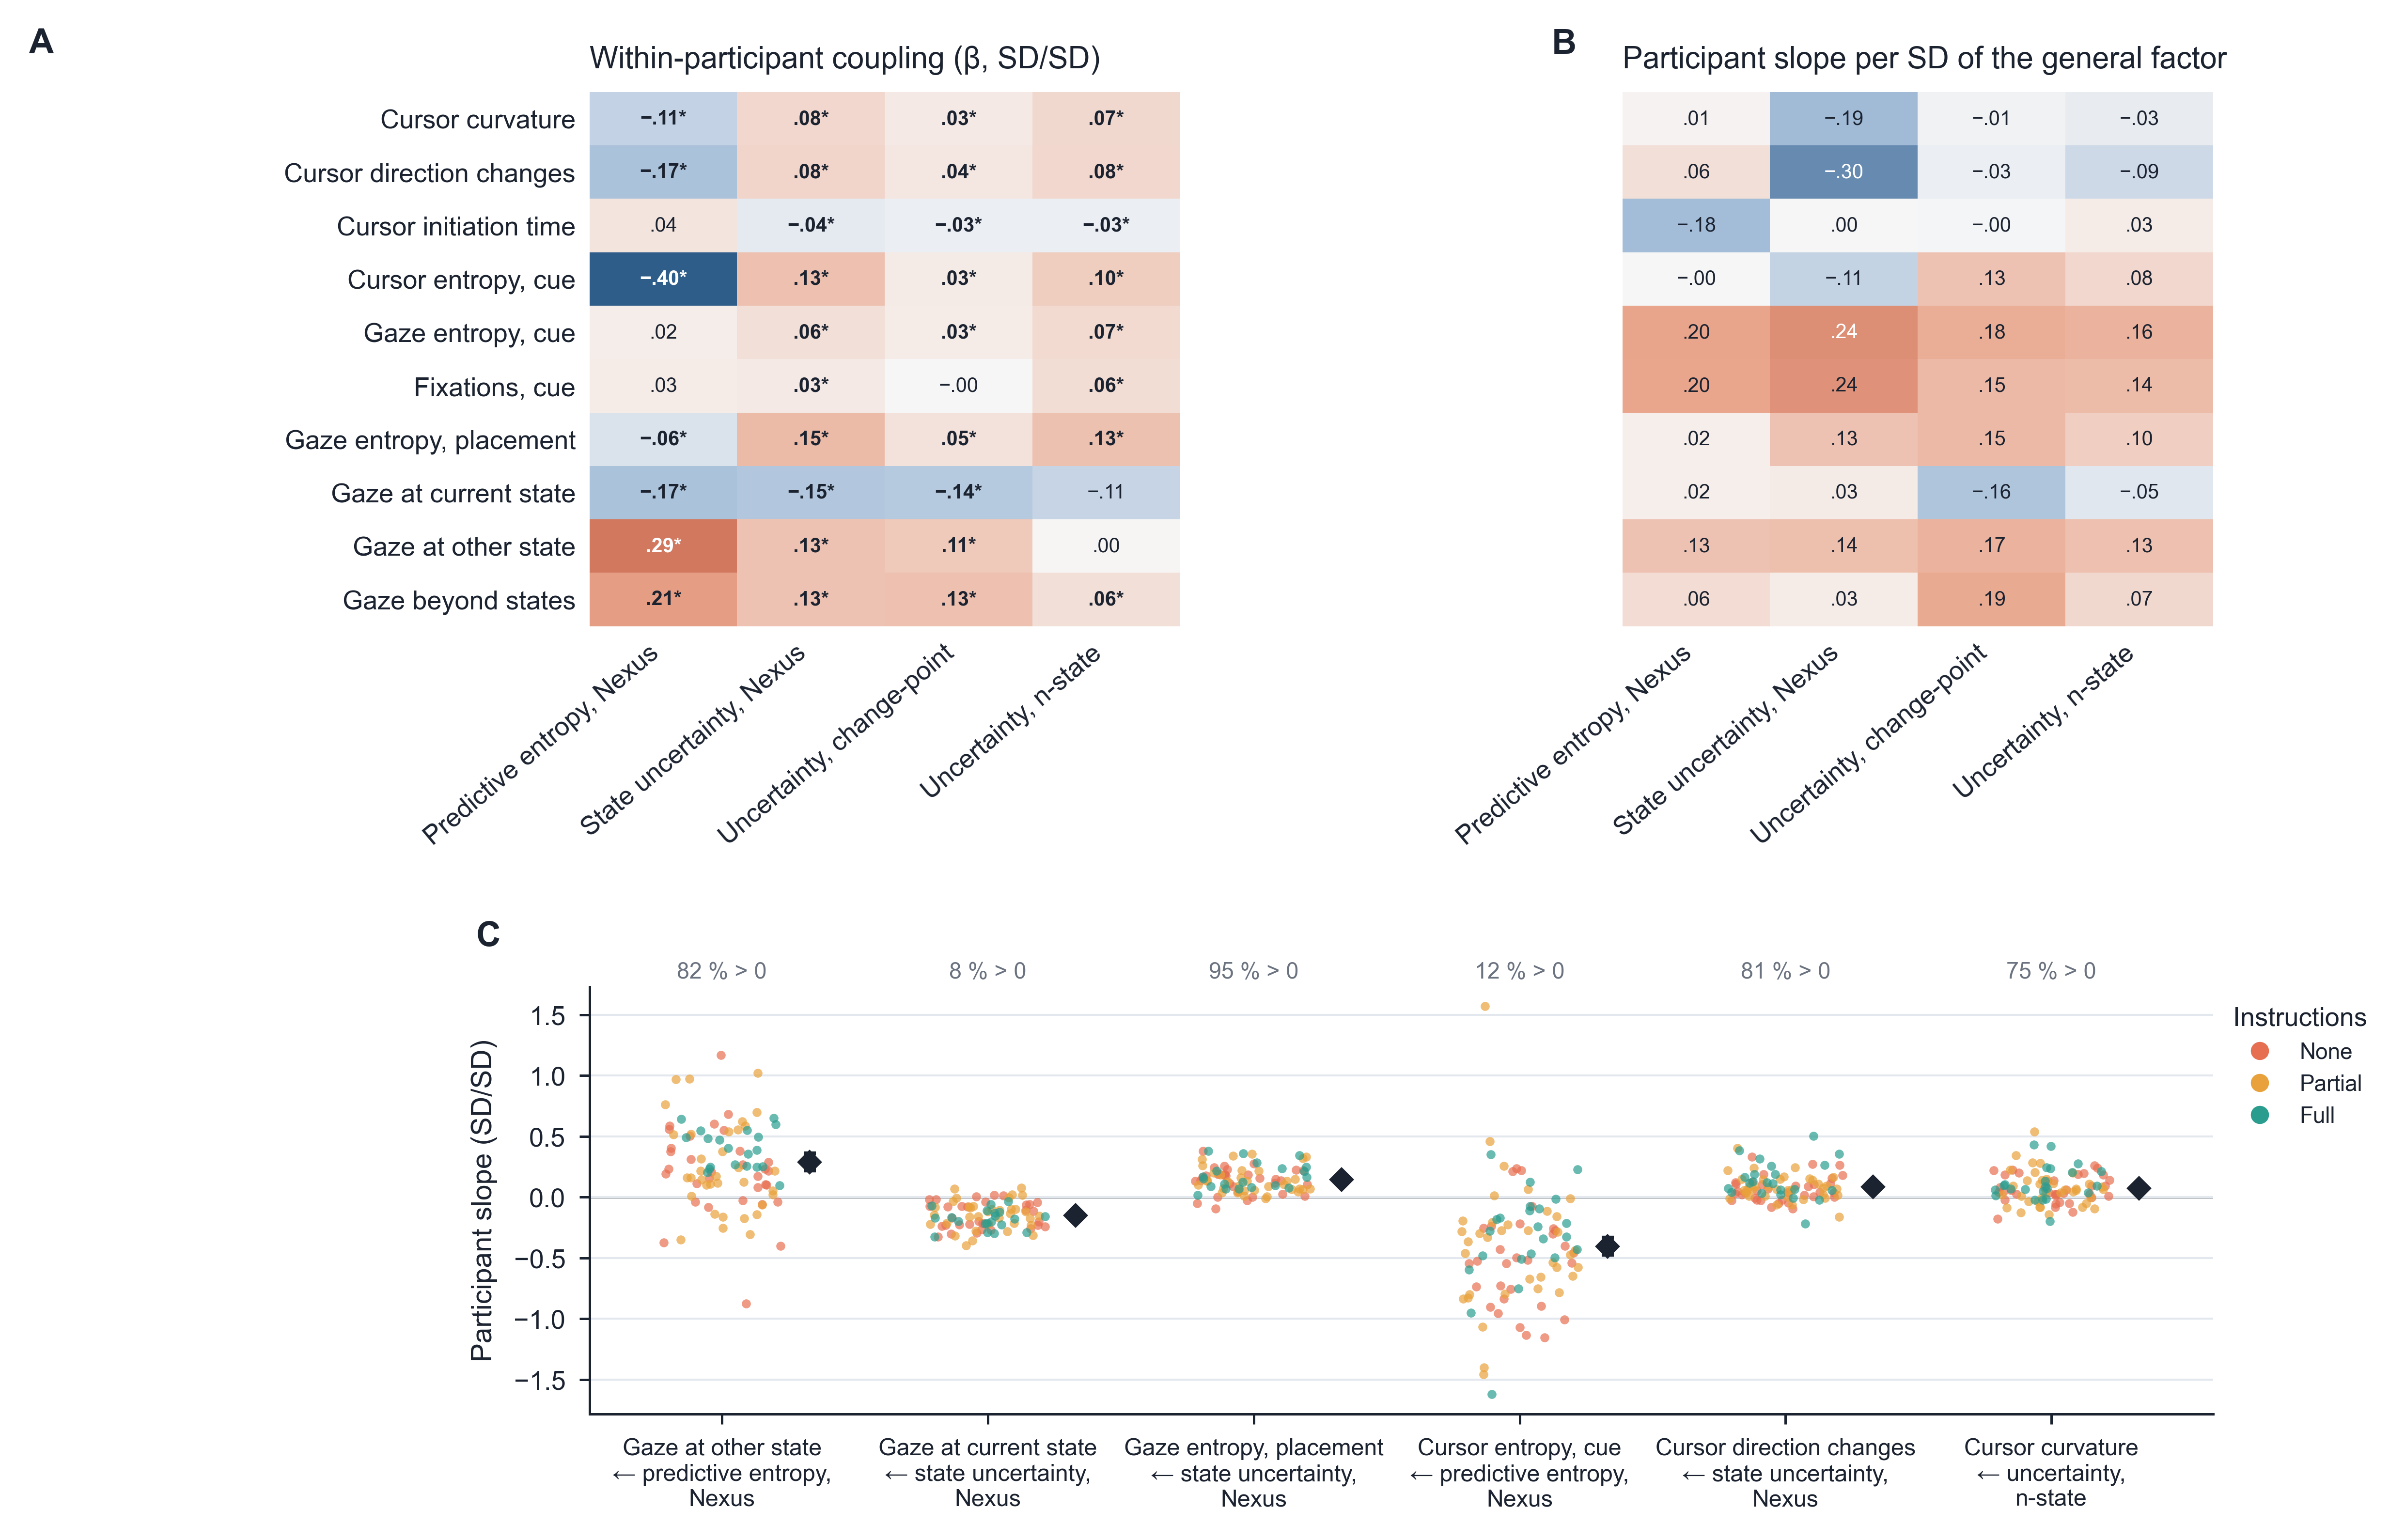 A
Within-participant coupling (β, SD/SD)
Cursor curvature −.11* .08* .03* .07*
Cursor direction changes −.17* .08* .04* .08*
Cursor initiation time .04 −.04* −.03* −.03*
Cursor entropy, cue −.40* .13* .03* .10*
Gaze entropy, cue .02 .06* .03* .07*
Fixations, cue .03 .03* −.00 .06*
Gaze entropy, placement −.06* .15* .05* .13*
Gaze at current state −.17* −.15* −.14* −.11
Gaze at other state .29* .13* .11* .00
Gaze beyond states .21* .13* .13* .06*
Predictive entropy, Nexus
State uncertainty, Nexus
Uncertainty, change-point
Uncertainty, n-state
B
Participant slope per SD of the general factor
.01 −.19 −.01 −.03
.06 −.30 −.03 −.09
−.18 .00 −.00 .03
−.00 −.11 .13 .08
.20 .24 .18 .16
.20 .24 .15 .14
.02 .13 .15 .10
.02 .03 −.16 −.05
.13 .14 .17 .13
.06 .03 .19 .07
Predictive entropy, Nexus
State uncertainty, Nexus
Uncertainty, change-point
Uncertainty, n-state
C
82 % > 0 8 % > 0 95 % > 0 12 % > 0 81 % > 0 75 % > 0
Participant slope (SD/SD)
1.5
1.0
0.5
0.0
−0.5
−1.0
−1.5
Gaze at other state
← predictive entropy,
Nexus
Gaze at current state
← state uncertainty,
Nexus
Gaze entropy, placement
← state uncertainty,
Nexus
Cursor entropy, cue
← predictive entropy,
Nexus
Cursor direction changes
← state uncertainty,
Nexus
Cursor curvature
← uncertainty,
n-state
Instructions
None
Partial
Full